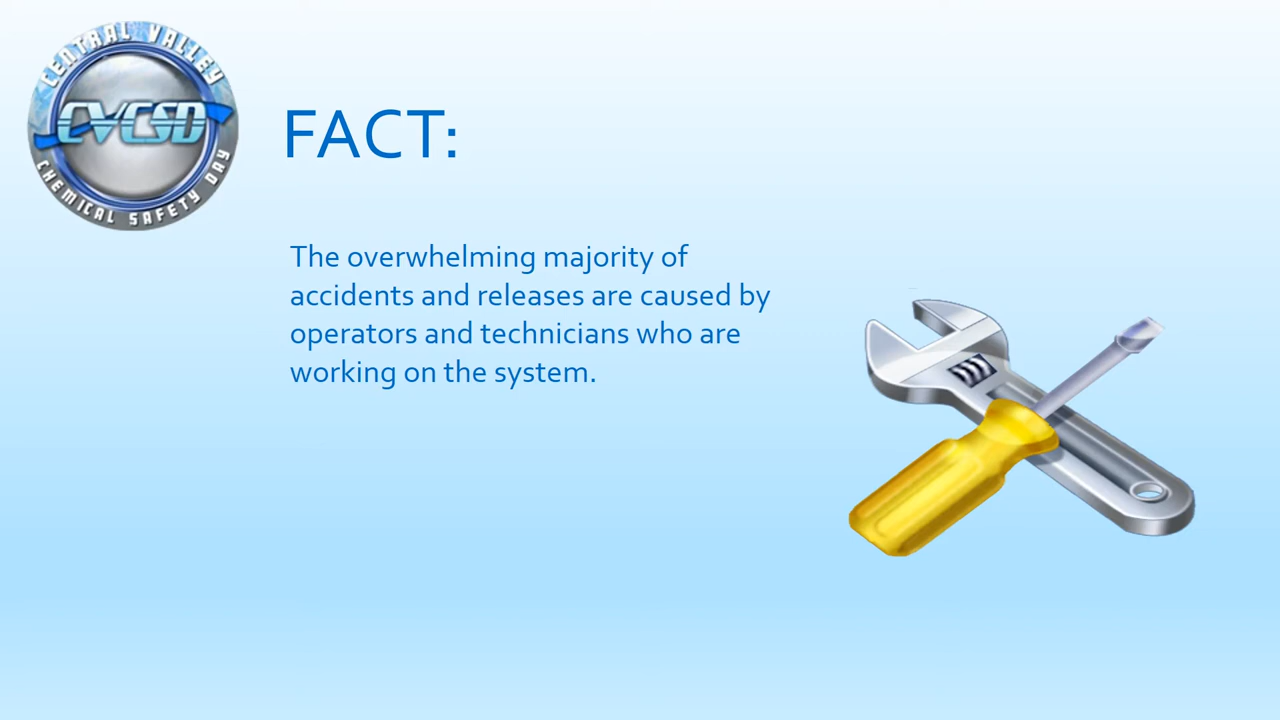 CENTRAL VALLEY
CVCSD
CHEMICAL SAFETY DAY
FACT:
The overwhelming majority of
accidents and releases are caused by
operators and technicians who are
working on the system.